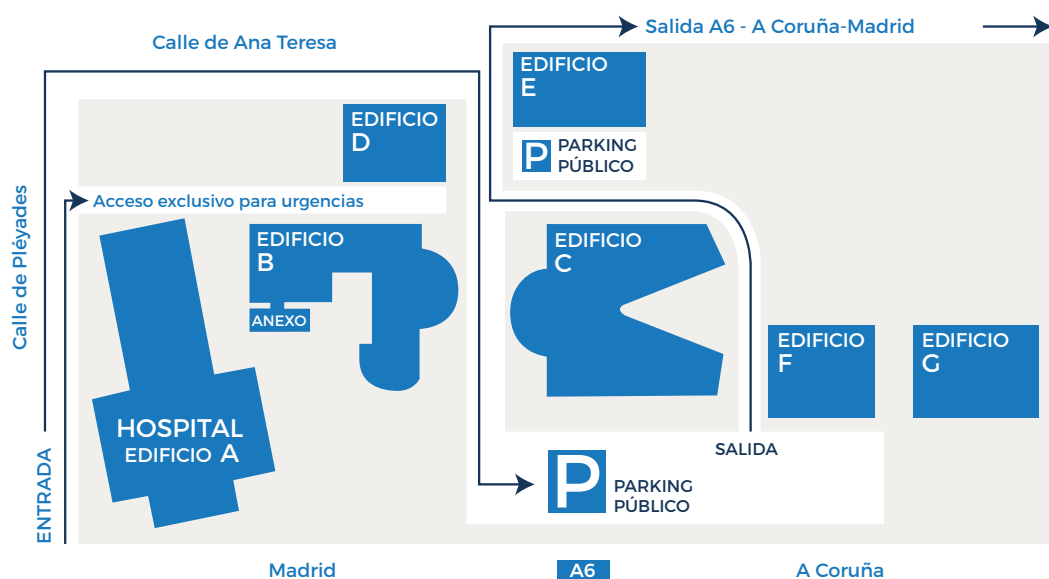 Salida A6 - A Coruña-Madrid
Calle de Ana Teresa
EDIFICIO
E
P PARKING
PÚBLICO
EDIFICIO
D
Acceso exclusivo para urgencias
Calle de Pléyades
EDIFICIO
B
ANEXO
EDIFICIO
C
EDIFICIO
F
EDIFICIO
G
HOSPITAL
EDIFICIO A
ENTRADA
SALIDA
P PARKING
PÚBLICO
Madrid
A6
A Coruña